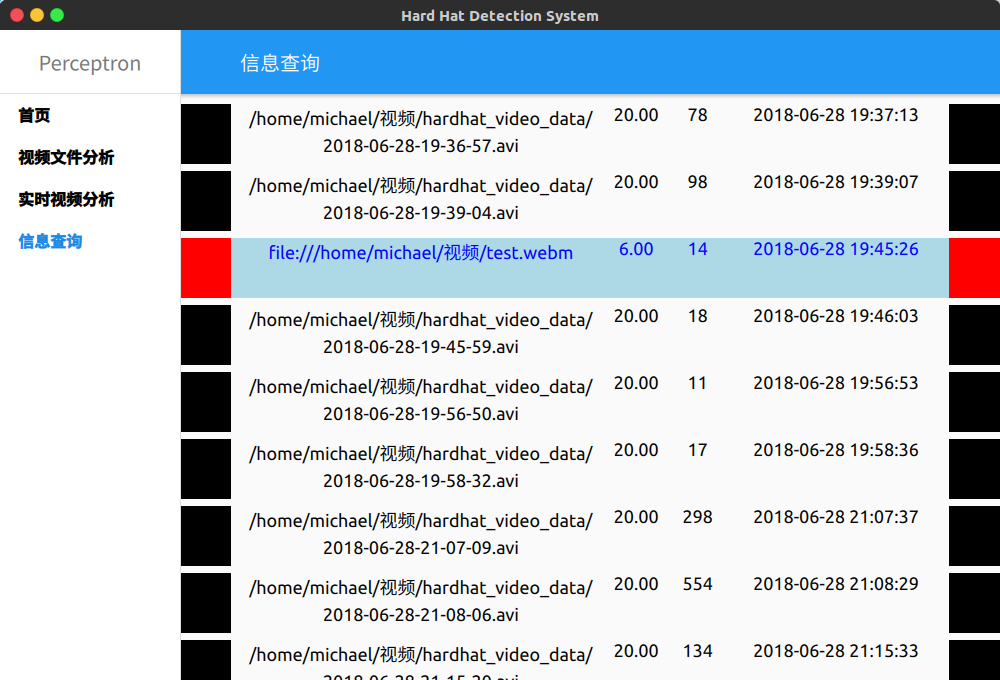 Hard Hat Detection System
Perceptron
信息查询
首页
视频文件分析
实时视频分析
信息查询
/home/michael/视频/hardhat_video_data/ 20.00 78 2018-06-28 19:37:13
2018-06-28-19-36-57.avi
/home/michael/视频/hardhat_video_data/ 20.00 98 2018-06-28 19:39:07
2018-06-28-19-39-04.avi
file:///home/michael/视频/test.webm 6.00 14 2018-06-28 19:45:26
/home/michael/视频/hardhat_video_data/ 20.00 18 2018-06-28 19:46:03
2018-06-28-19-45-59.avi
/home/michael/视频/hardhat_video_data/ 20.00 11 2018-06-28 19:56:53
2018-06-28-19-56-50.avi
/home/michael/视频/hardhat_video_data/ 20.00 17 2018-06-28 19:58:36
2018-06-28-19-58-32.avi
/home/michael/视频/hardhat_video_data/ 20.00 298 2018-06-28 21:07:37
2018-06-28-21-07-09.avi
/home/michael/视频/hardhat_video_data/ 20.00 554 2018-06-28 21:08:29
2018-06-28-21-08-06.avi
/home/michael/视频/hardhat_video_data/ 20.00 134 2018-06-28 21:15:33